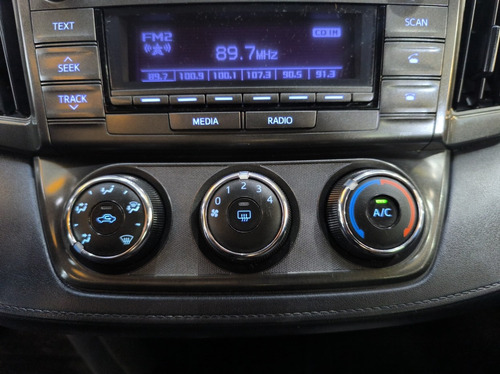 TEXT
FM2
CD IN
SCAN
89.7MHz
SEEK
89.7 100.9 100.1 107.3 90.5 91.3
TRACK
MEDIA
RADIO
0 1 2 3 4
A/C